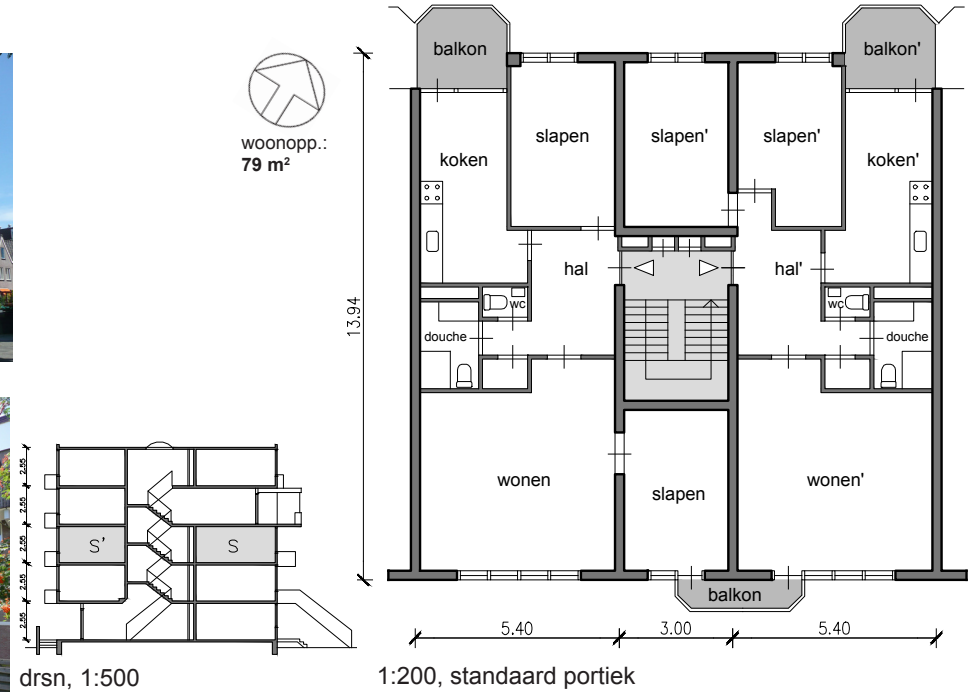 woonopp.:
79 m²
balkon
balkon'
slapen
slapen'
slapen'
koken
koken'
hal
hal'
wc
wc
douche
douche
wonen
slapen
wonen'
balkon
13.94
5.40
3.00
5.40
2.55
2.55
2.55
2.55
2.55
S'
S
drsn, 1:500
1:200, standaard portiek